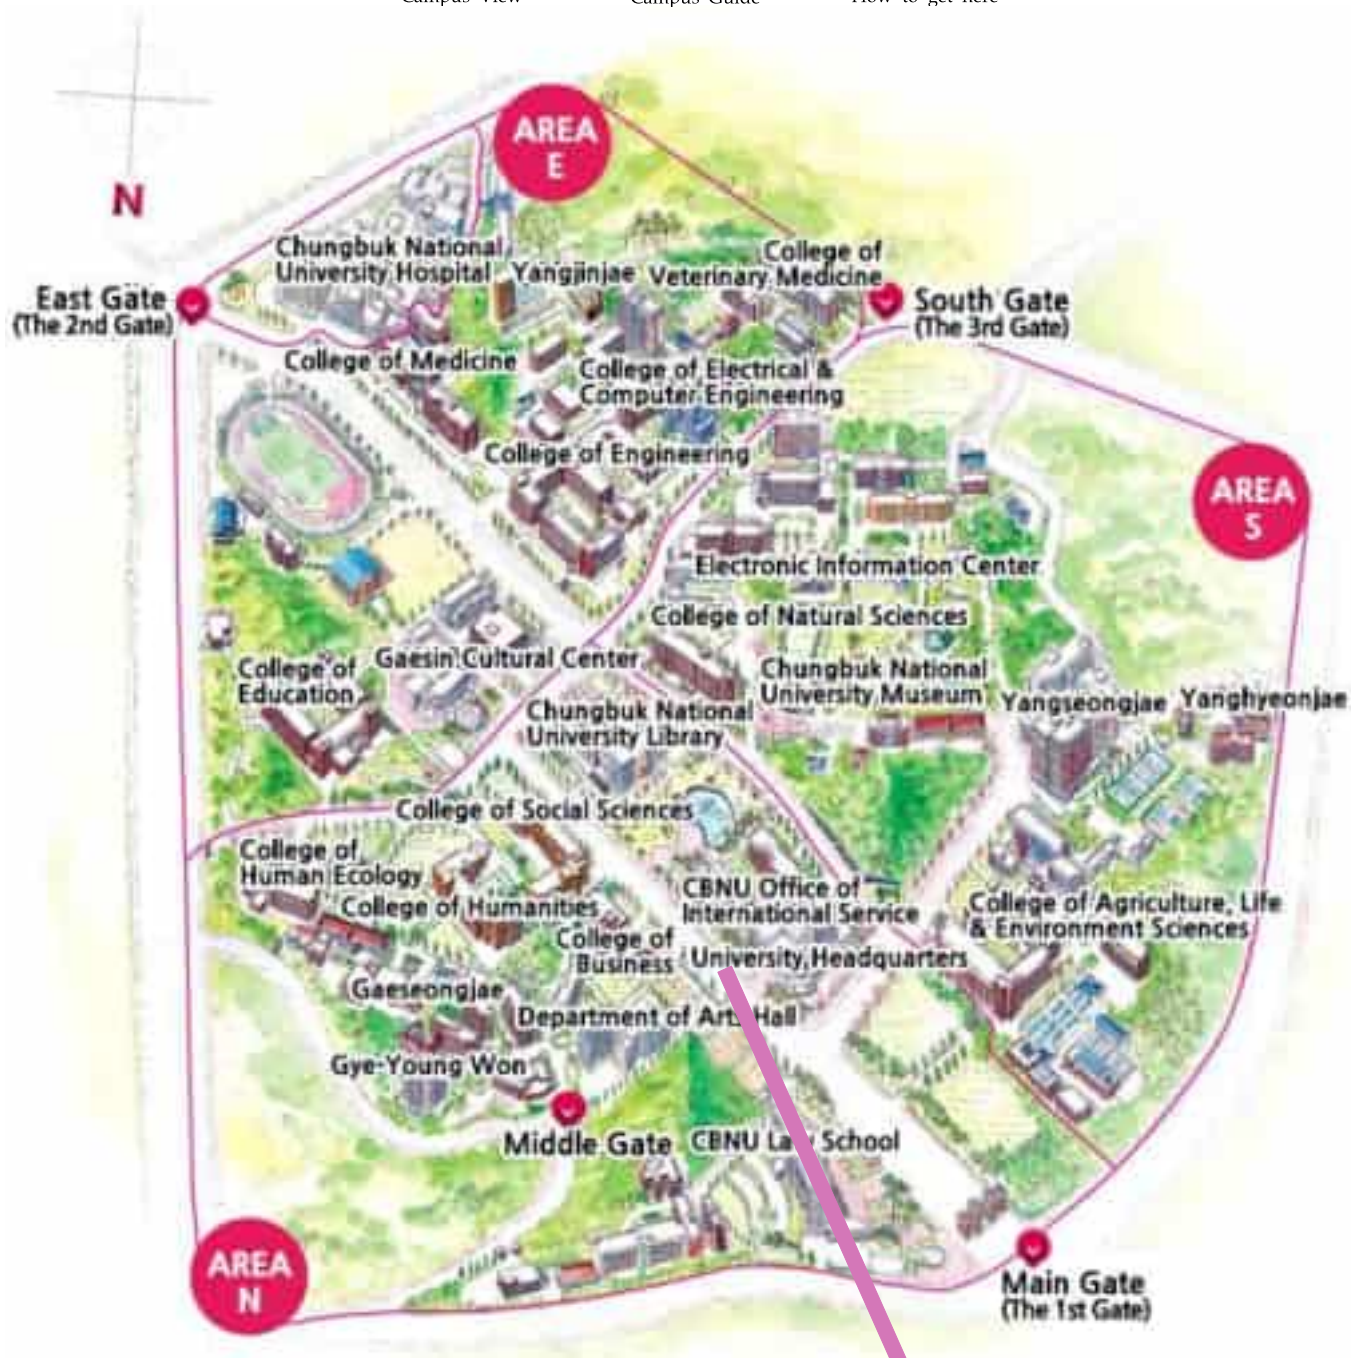 Campus View Campus Guide How to get here
AREA
E
N
Chungbuk National
University Hospital
Yangjinjae
College of
Veterinary Medicine
East Gate
(The 2nd Gate)
South Gate
(The 3rd Gate)
College of Medicine
College of Electrical &
Computer Engineering
College of Engineering
AREA
S
Electronic Information Center
College of Natural Sciences
Gaesin Cultural Center
College of
Education
Chungbuk National
University Museum
Yangseongjae
Yanghyeonjae
Chungbuk National
University Library
College of Social Sciences
College of
Human Ecology
CBNU Office of
International Service
College of Agriculture, Life
& Environment Sciences
College of Humanities
College of
Business
University Headquarters
Gaeseongjae
Department of Art Hall
Gye-Young Won
Middle Gate
CBNU Law School
AREA
N
Main Gate
(The 1st Gate)